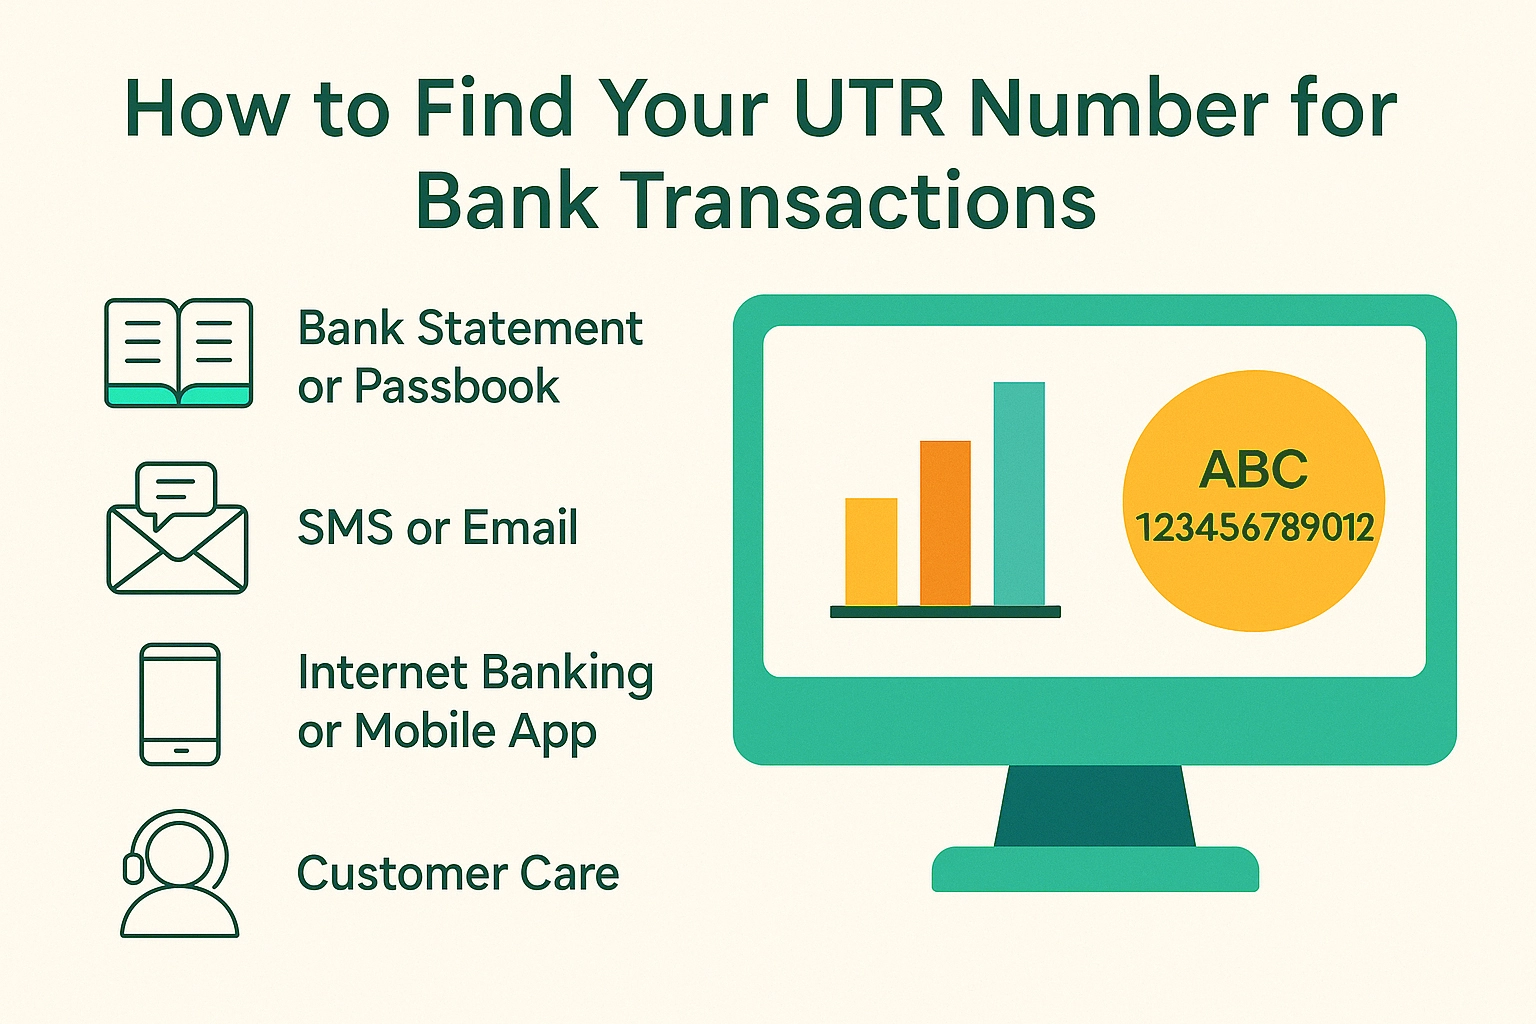 How to Find Your UTR Number for
Bank Transactions
Bank Statement
or Passbook
SMS or Email
Internet Banking
or Mobile App
Customer Care
ABC
123456789012